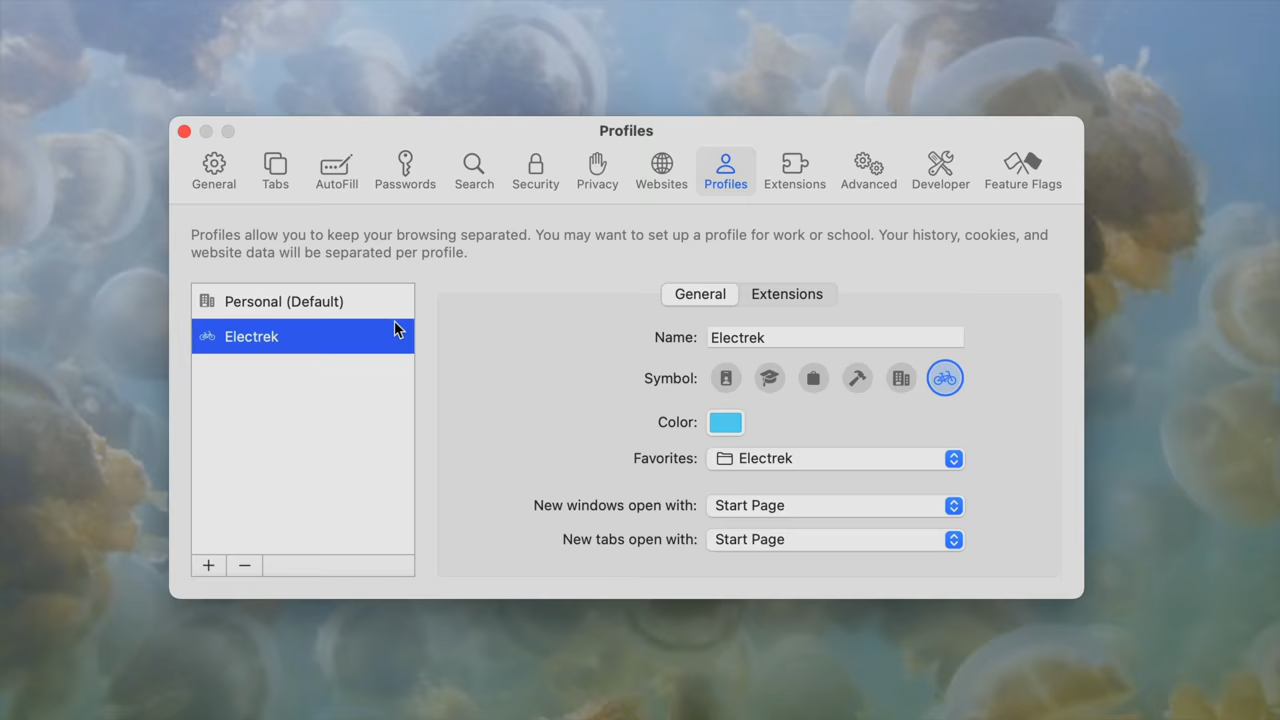 Profiles
General
Tabs
AutoFill
Passwords
Search
Security
Privacy
Websites
Profiles
Extensions
Advanced
Developer
Feature Flags
Profiles allow you to keep your browsing separated. You may want to set up a profile for work or school. Your history, cookies, and
website data will be separated per profile.
Personal (Default)
Electrek
General
Extensions
Name: Electrek
Symbol:
Color:
Favorites: Electrek
New windows open with: Start Page
New tabs open with: Start Page